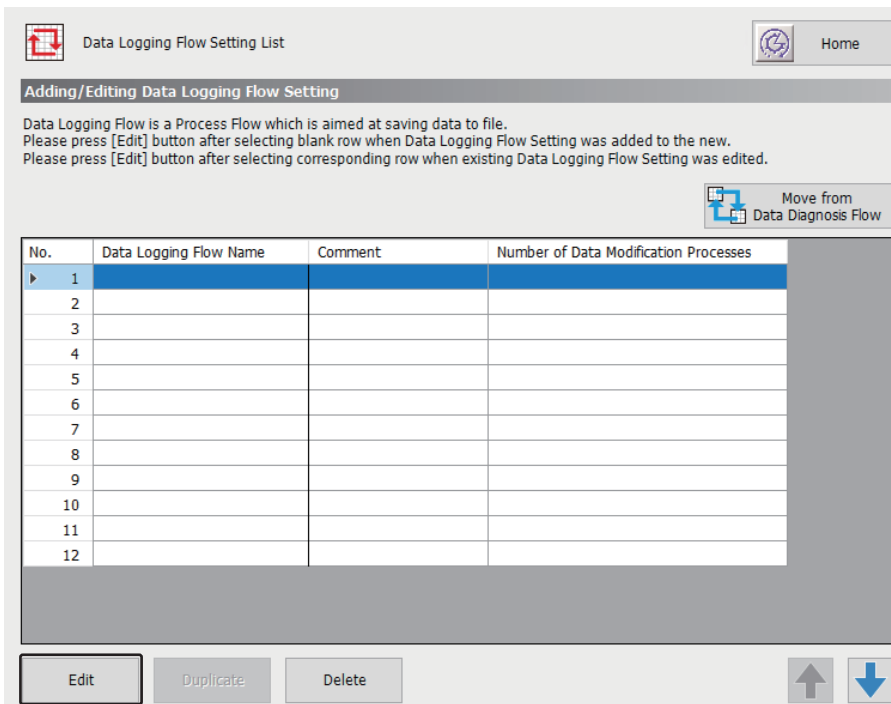 Data Logging Flow Setting List
Home
Adding/Editing Data Logging Flow Setting
Data Logging Flow is a Process Flow which is aimed at saving data to file.
Please press [Edit] button after selecting blank row when Data Logging Flow Setting was added to the new.
Please press [Edit] button after selecting corresponding row when existing Data Logging Flow Setting was edited.
Move from
Data Diagnosis Flow
No. Data Logging Flow Name Comment Number of Data Modification Processes
1
2
3
4
5
6
7
8
9
10
11
12
Edit Duplicate Delete